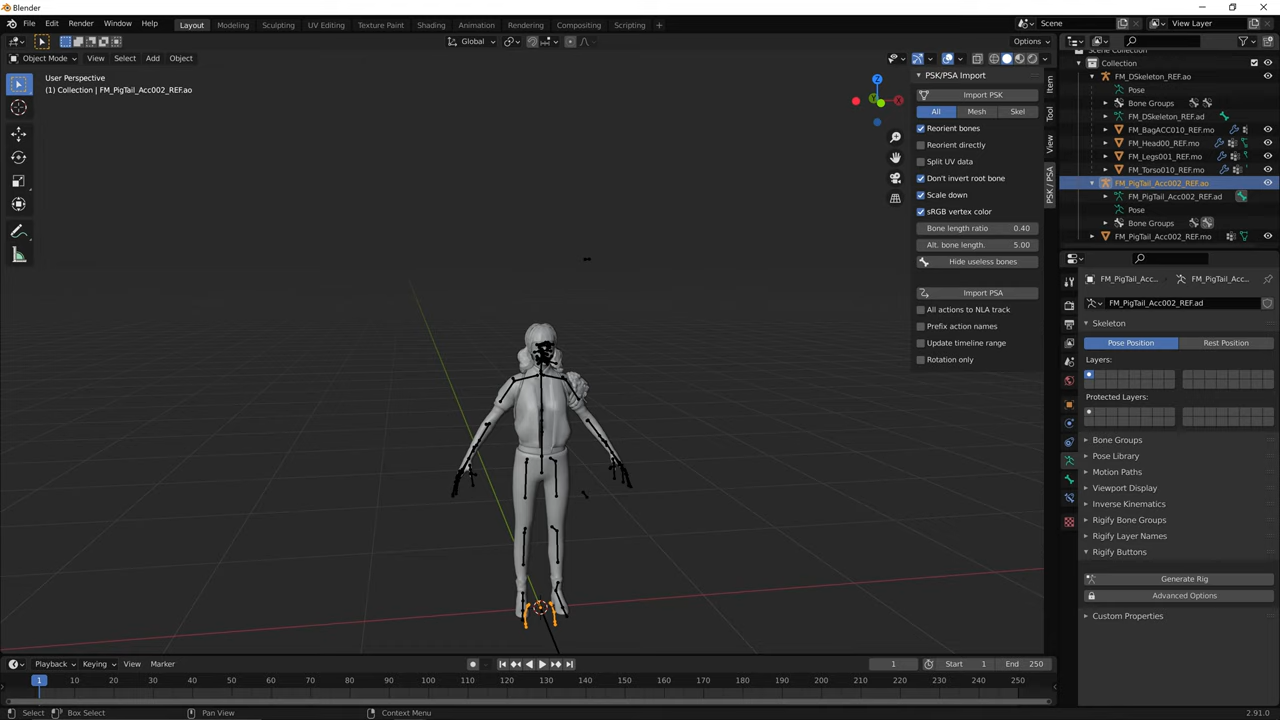 Blender
File Edit Render Window Help
Layout Modeling Sculpting UV Editing Texture Paint Shading Animation Rendering Compositing Scripting +
Scene
View Layer
Global
Options
Object Mode View Select Add Object
User Perspective
(1) Collection | FM_PigTail_Acc002_REF.ao
Z
X
Y
PSK/PSA Import
Import PSK
All Mesh Skel
Reorient bones
Reorient directly
Split UV data
Don't invert root bone
Scale down
sRGB vertex color
Bone length ratio 0.40
Alt. bone length. 5.00
Hide useless bones
Import PSA
All actions to NLA track
Prefix action names
Update timeline range
Rotation only
Item
Tool
View
PSK / PSA
Scene Collection
Collection
FM_DSkeleton_REF.ao
Pose
Bone Groups
FM_DSkeleton_REF.ad
FM_BagACC010_REF.mo
FM_Head00_REF.mo
FM_Legs001_REF.mo
FM_Torso010_REF.mo
FM_PigTail_Acc002_REF.ao
FM_PigTail_Acc002_REF.ad
Pose
Bone Groups
FM_PigTail_Acc002_REF.mo
FM_PigTail_Acc... FM_PigTail_Acc...
FM_PigTail_Acc002_REF.ad
Skeleton
Pose Position Rest Position
Layers:
Protected Layers:
Bone Groups
Pose Library
Motion Paths
Viewport Display
Inverse Kinematics
Rigify Bone Groups
Rigify Layer Names
Rigify Buttons
Generate Rig
Advanced Options
Custom Properties
Playback Keying View Marker
1 Start 1 End 250
1 10 20 30 40 50 60 70 80 90 100 110 120 130 140 150 160 170 180 190 200 210 220 230 240 250
Select Box Select Pan View Context Menu 2.91.0